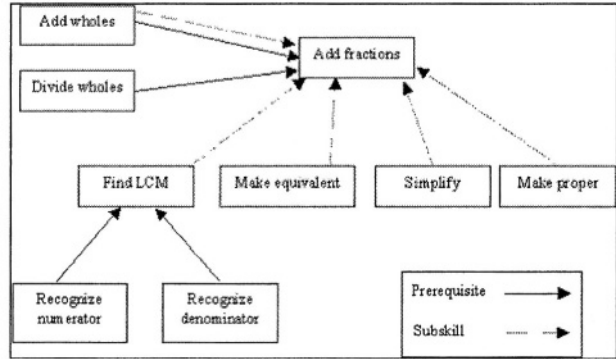 Add wholes
Add fractions
Divide wholes
Find LCM
Make equivalent
Simplify
Make proper
Recognize
numerator
Recognize
denominator
Prerequisite
Subskill